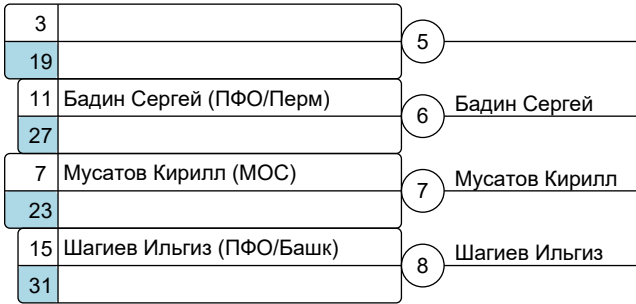 3
5
19
11 Бадин Сергей (ПФО/Перм)
6 Бадин Сергей
27
7 Мусатов Кирилл (МОС)
7 Мусатов Кирилл
23
15 Шагиев Ильгиз (ПФО/Башк)
8 Шагиев Ильгиз
31